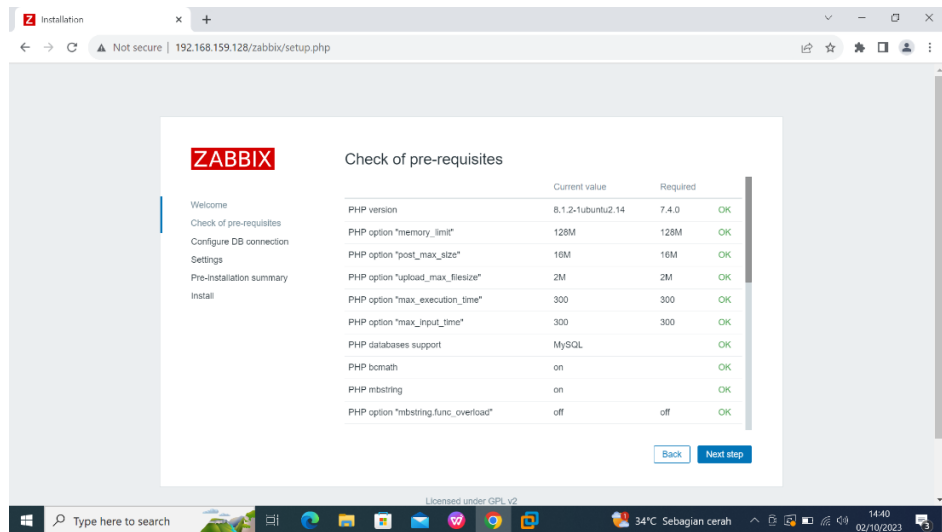 Z Installation
Not secure | 192.168.159.128/zabbix/setup.php
ZABBIX
Welcome
Check of pre-requisites
Configure DB connection
Settings
Pre-installation summary
Install
Check of pre-requisites
Current value Required
PHP version 8.1.2-1ubuntu2.14 7.4.0 OK
PHP option "memory_limit" 128M 128M OK
PHP option "post_max_size" 16M 16M OK
PHP option "upload_max_filesize" 2M 2M OK
PHP option "max_execution_time" 300 300 OK
PHP option "max_input_time" 300 300 OK
PHP databases support MySQL OK
PHP bcmath on OK
PHP mbstring on OK
PHP option "mbstring.func_overload" off off OK
Back Next step
Licensed under GPL v2
Type here to search 34°C Sebagian cerah 14:40
02/10/2023